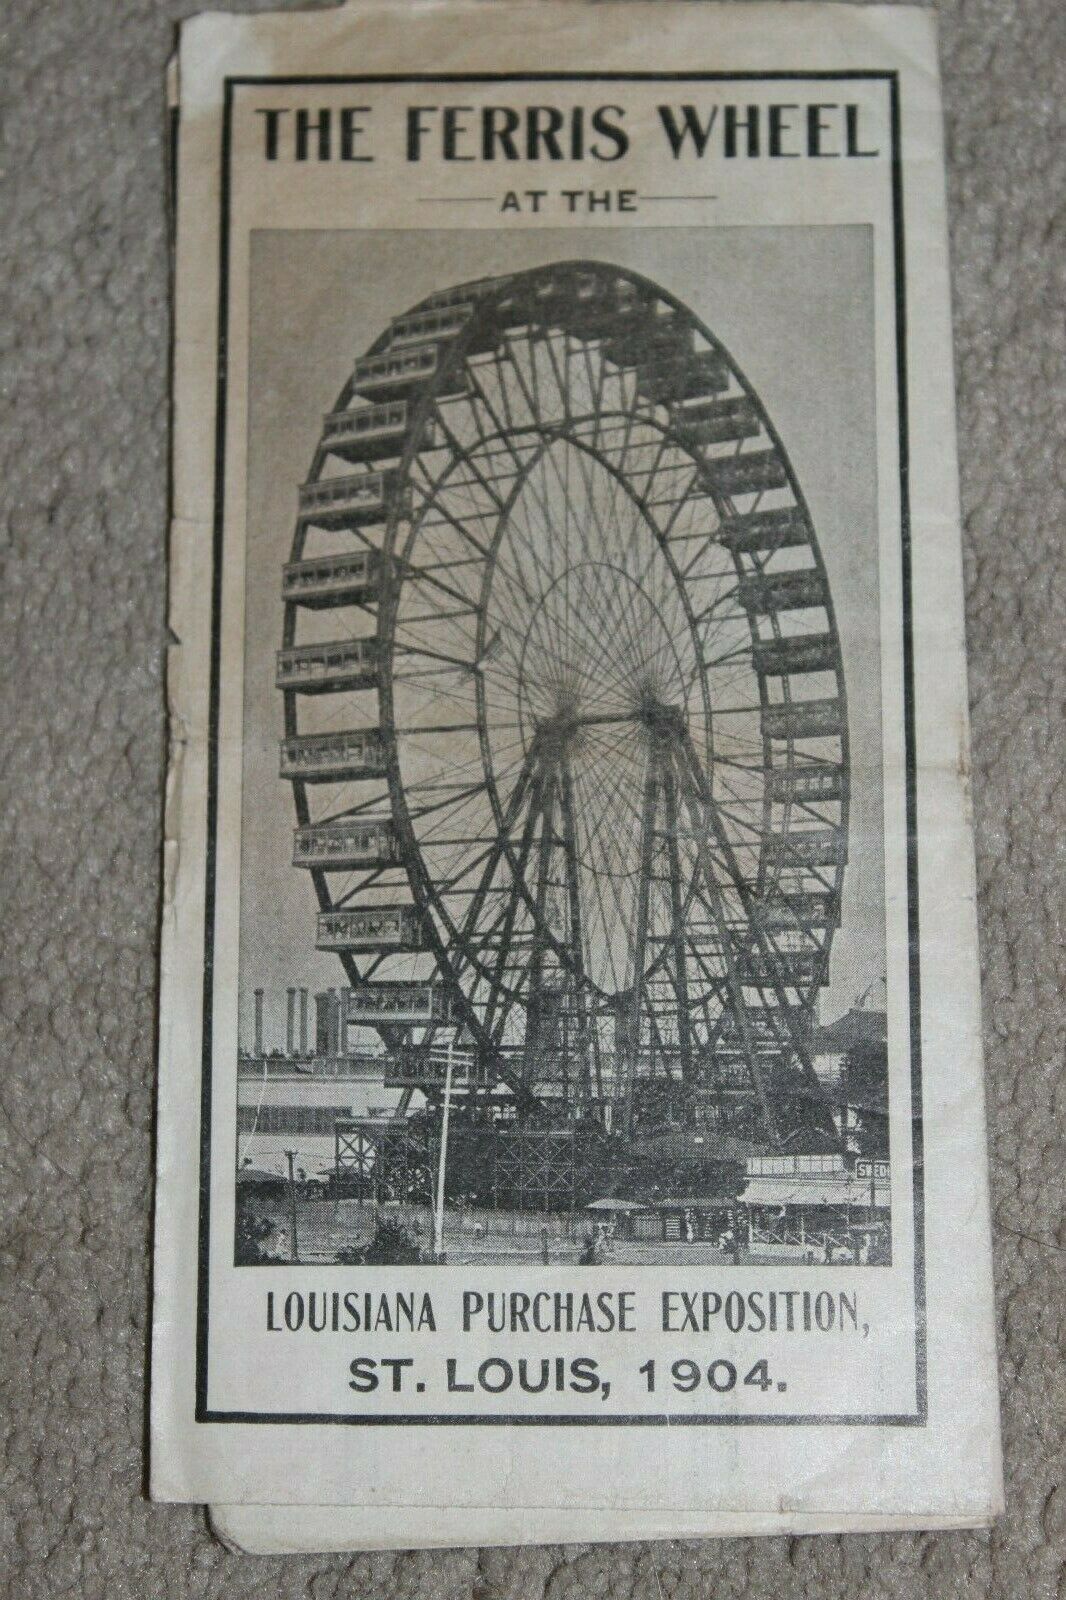 THE FERRIS WHEEL
AT THE
LOUISIANA PURCHASE EXPOSITION,
ST. LOUIS, 1904.